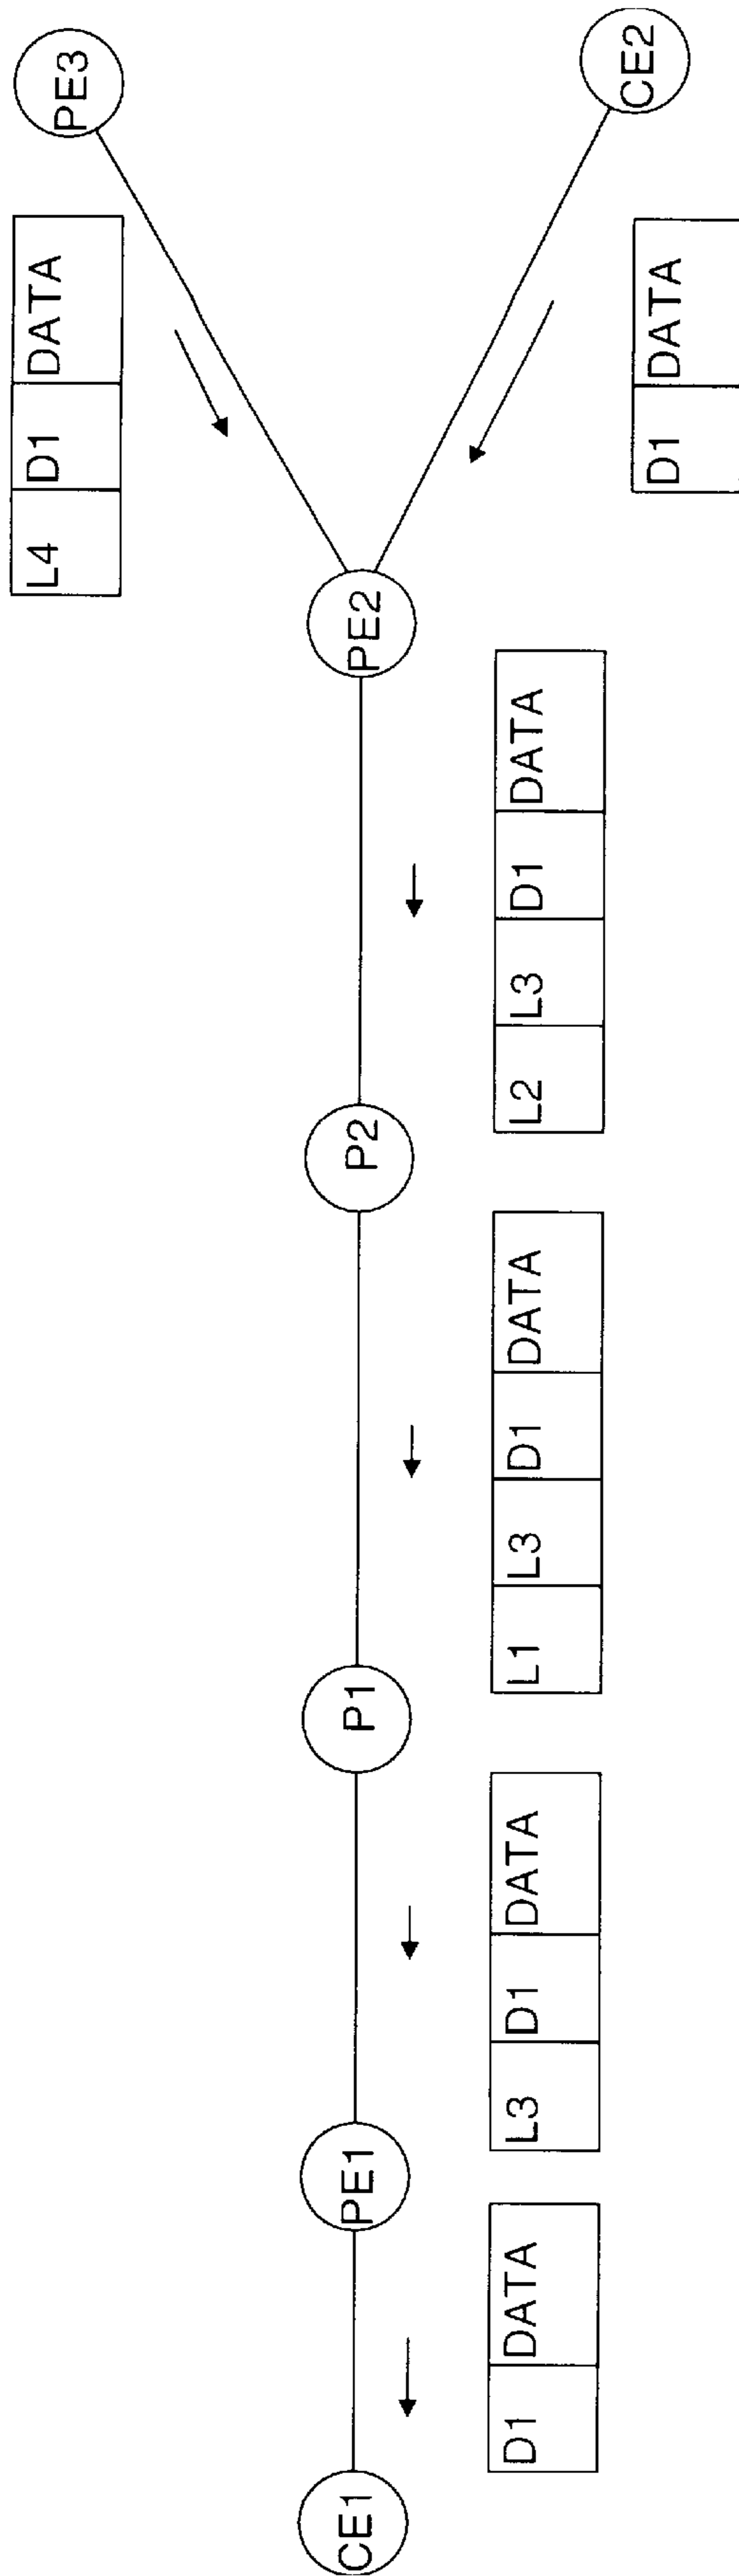 L4 D1 DATA
PE3
CE1
PE1
P1
P2
PE2
D1 DATA
L3 D1 DATA
L1 L3 D1 DATA
L2 L3 D1 DATA
D1 DATA
CE2